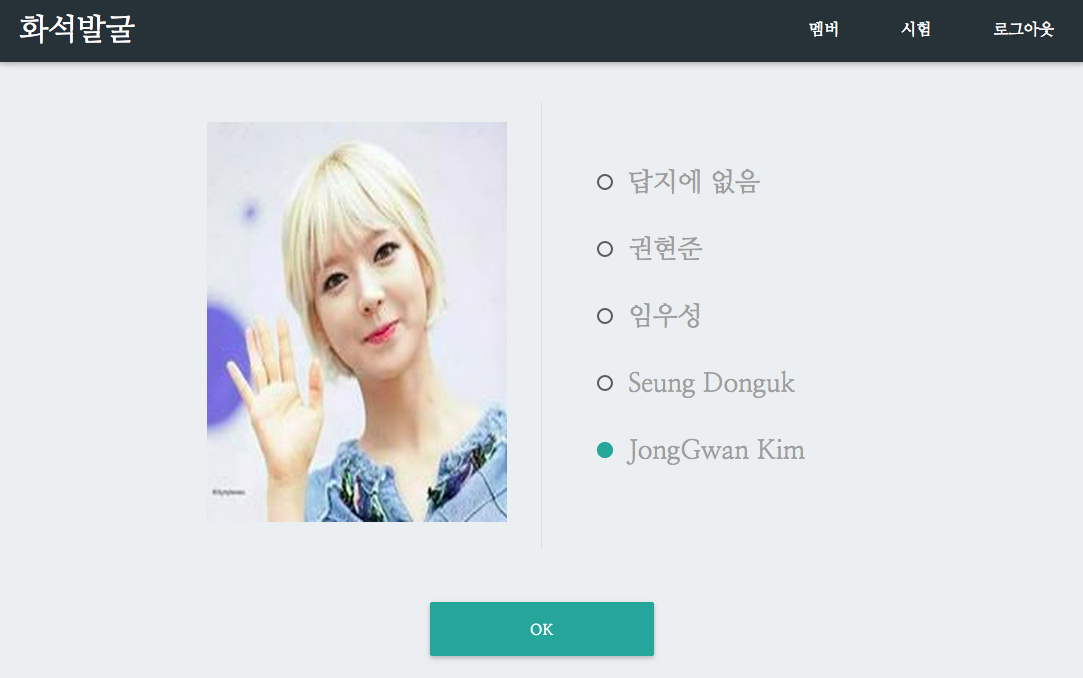 화석발굴
멤버 시험 로그아웃
답지에 없음
권현준
임우성
Seung Donguk
JongGwan Kim
OK